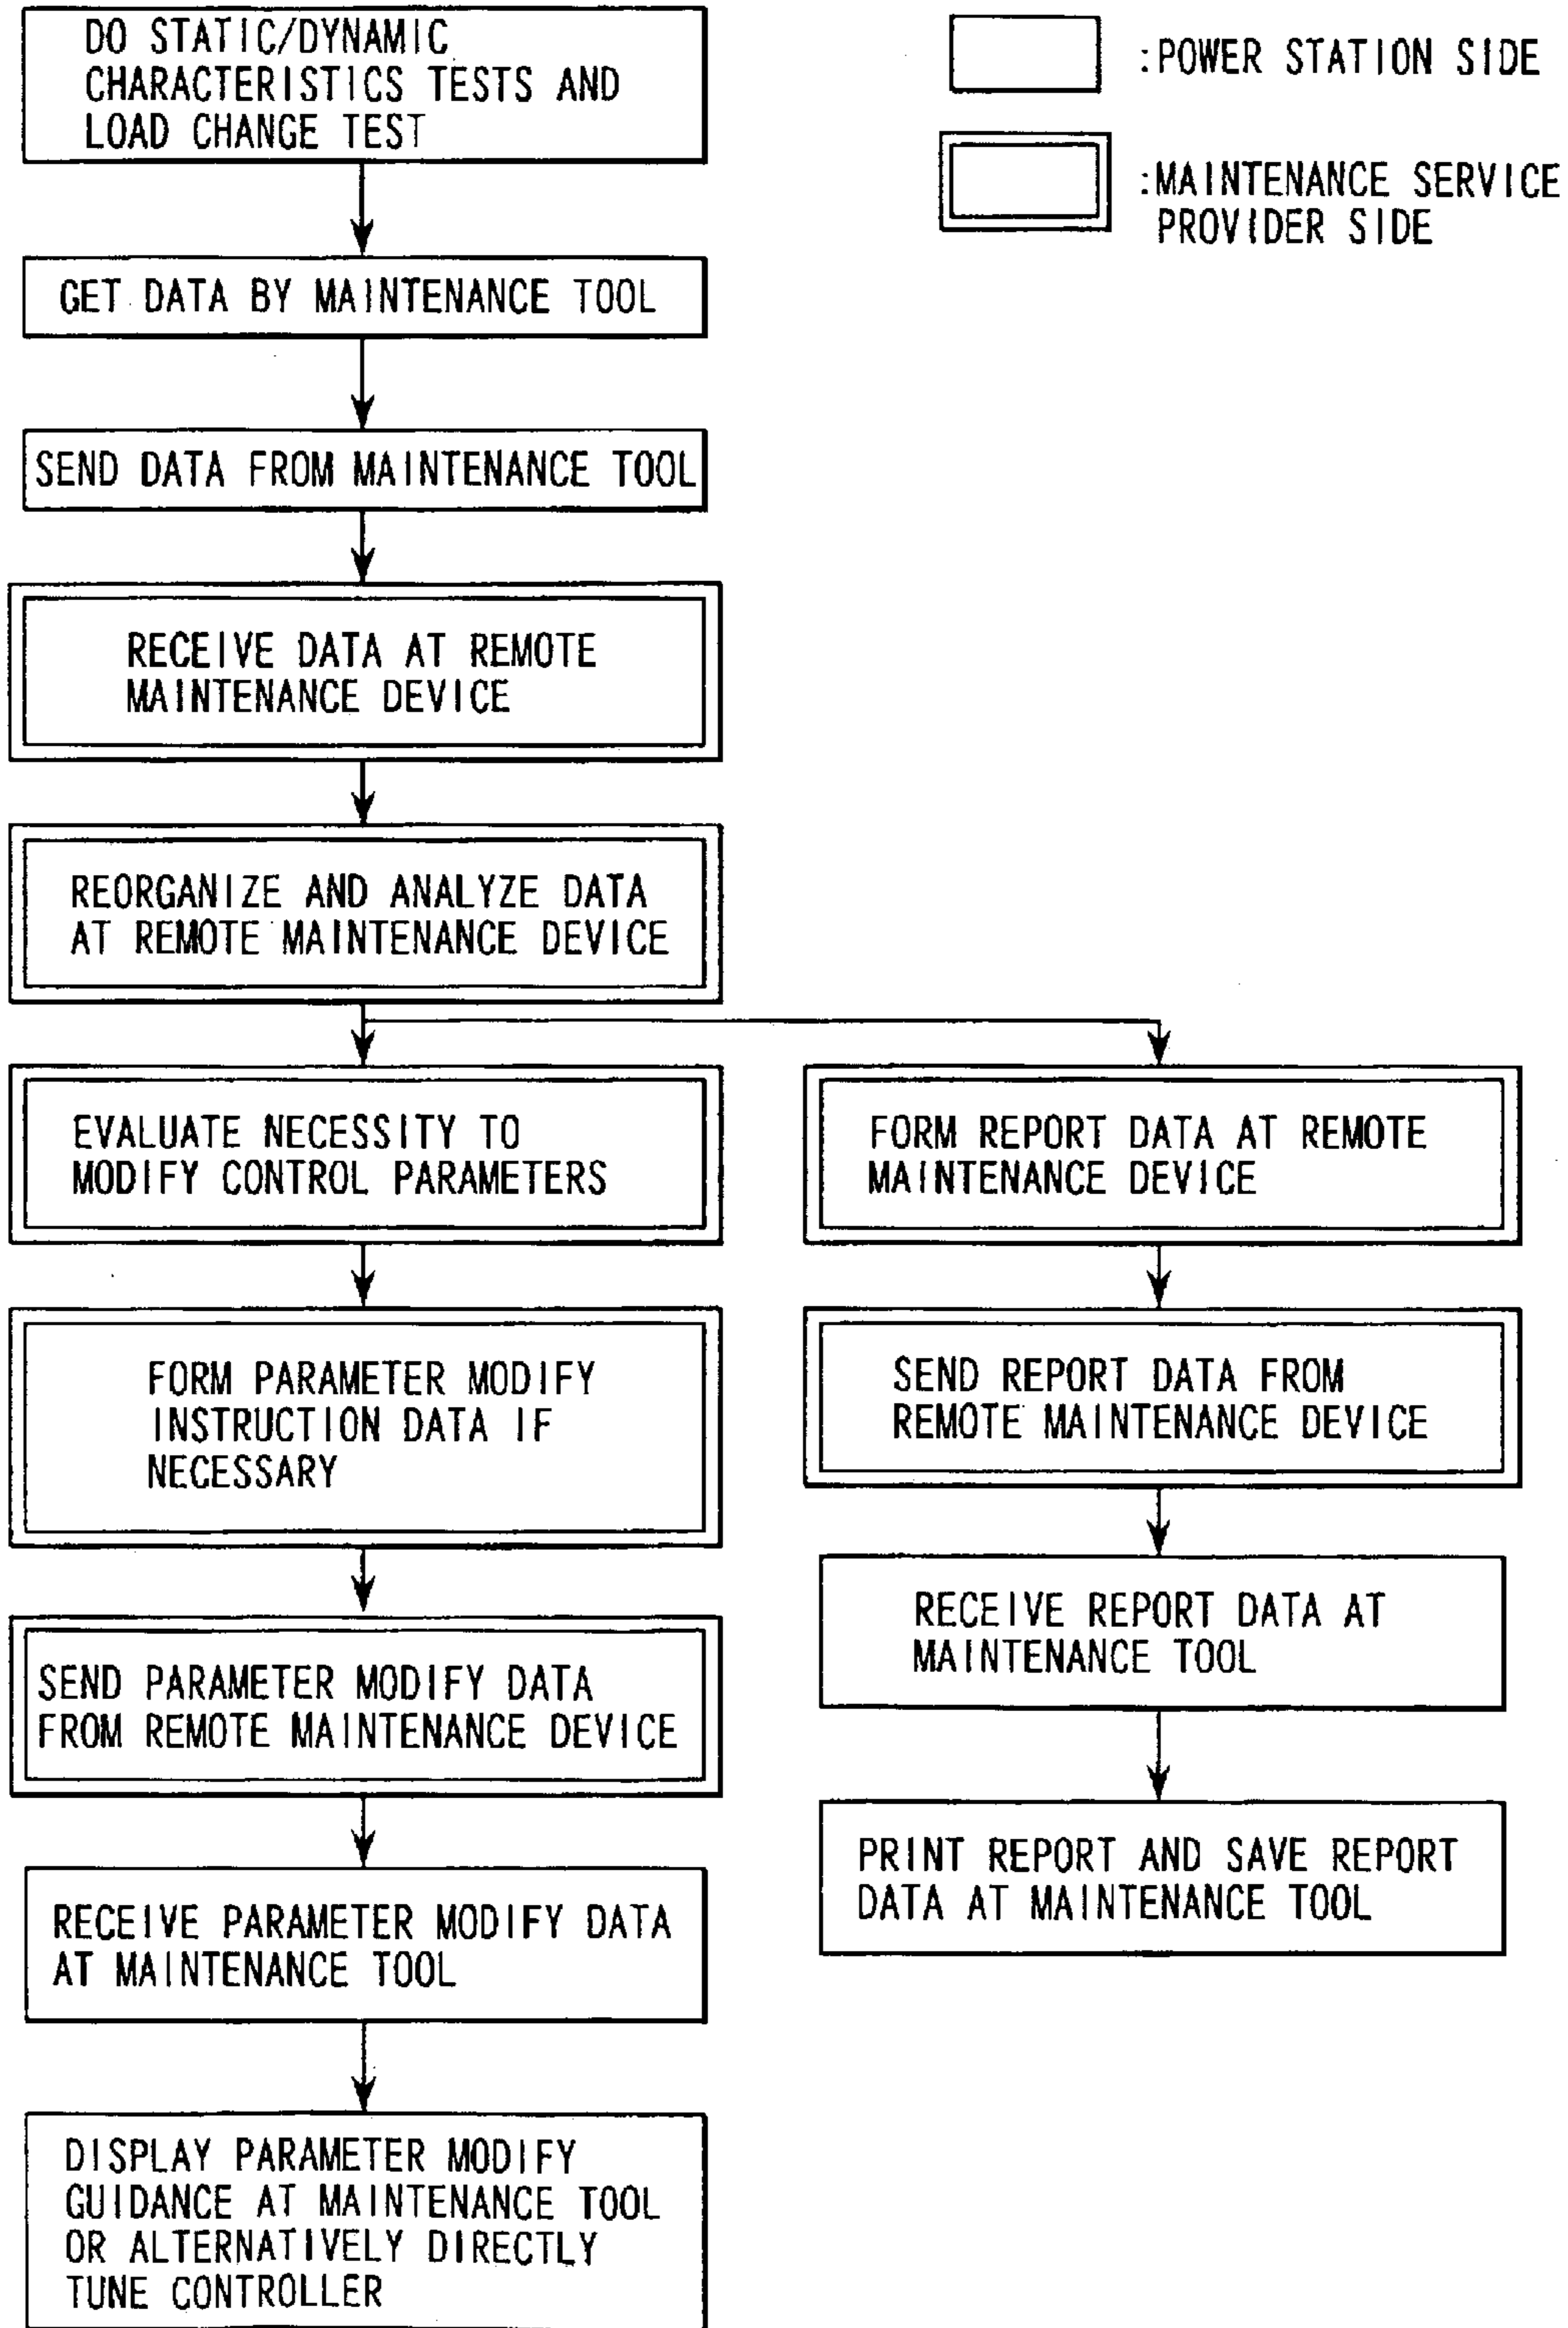 DO STATIC/DYNAMIC
CHARACTERISTICS TESTS AND
LOAD CHANGE TEST
:POWER STATION SIDE
:MAINTENANCE SERVICE
PROVIDER SIDE
GET DATA BY MAINTENANCE TOOL
SEND DATA FROM MAINTENANCE TOOL
RECEIVE DATA AT REMOTE
MAINTENANCE DEVICE
REORGANIZE AND ANALYZE DATA
AT REMOTE MAINTENANCE DEVICE
EVALUATE NECESSITY TO
MODIFY CONTROL PARAMETERS
FORM PARAMETER MODIFY
INSTRUCTION DATA IF
NECESSARY
SEND PARAMETER MODIFY DATA
FROM REMOTE MAINTENANCE DEVICE
RECEIVE PARAMETER MODIFY DATA
AT MAINTENANCE TOOL
DISPLAY PARAMETER MODIFY
GUIDANCE AT MAINTENANCE TOOL
OR ALTERNATIVELY DIRECTLY
TUNE CONTROLLER
FORM REPORT DATA AT REMOTE
MAINTENANCE DEVICE
SEND REPORT DATA FROM
REMOTE MAINTENANCE DEVICE
RECEIVE REPORT DATA AT
MAINTENANCE TOOL
PRINT REPORT AND SAVE REPORT
DATA AT MAINTENANCE TOOL